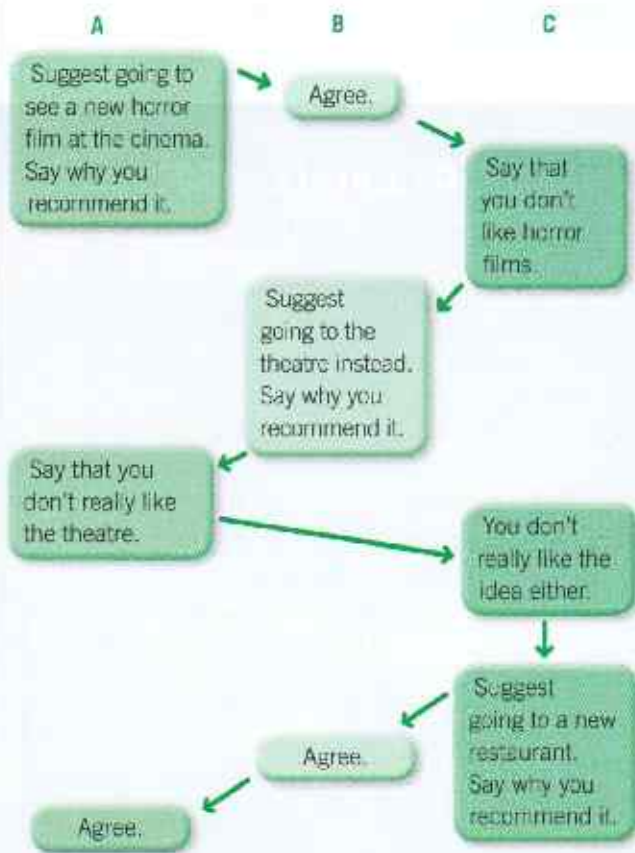 A B C
Suggest going to
see a new horror
film at the cinema.
Say why you
recommend it.
Agree.
Say that
you don't
like horror
films.
Suggest
going to the
theatre instead.
Say why you
recommend it.
Say that you
don't really like
the theatre.
You don't
really like the
idea either.
Suggest
going to a new
restaurant.
Say why you
recommend it.
Agree.
Agree.